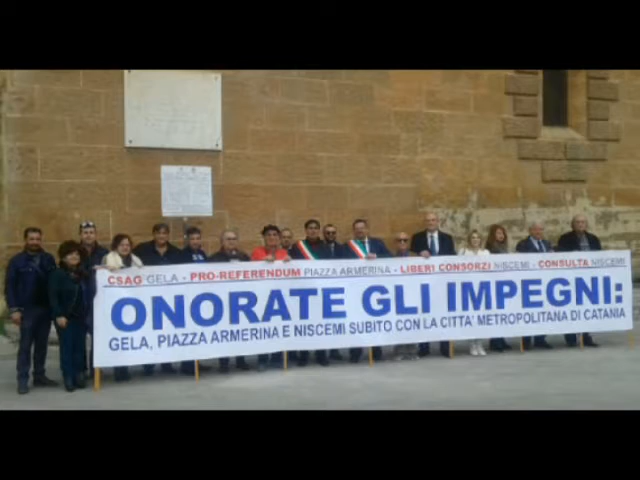 CSAG GELA - PRO-REFERENDUM PIAZZA ARMERINA - LIBERI CONSORZI NISCEMI - CONSULTA NISCEMI
ONORATE GLI IMPEGNI:
GELA, PIAZZA ARMERINA E NISCEMI SUBITO CON LA CITTA' METROPOLITANA DI CATANIA